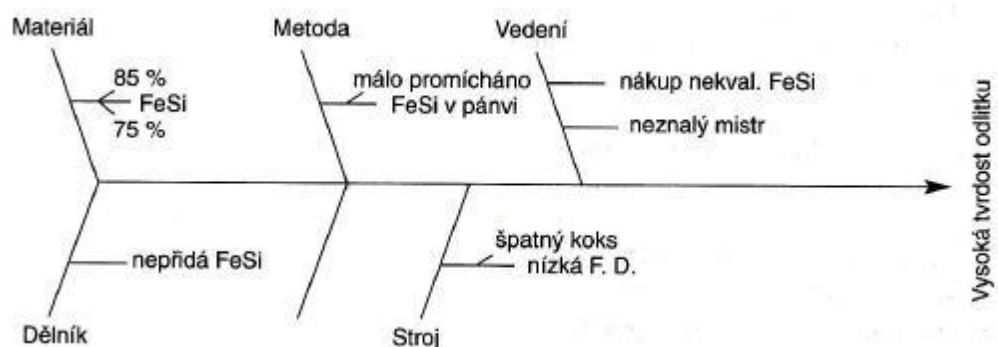 Materiál
Metoda
Vedení
85 %
FeSi
75 %
málo promícháno
FeSi v pánvi
nákup nekval. FeSi
neznalý mistr
nepřidá FeSi
špatný koks
nízká F. D.
Dělník
Stroj
Vysoká tvrdost odlitku